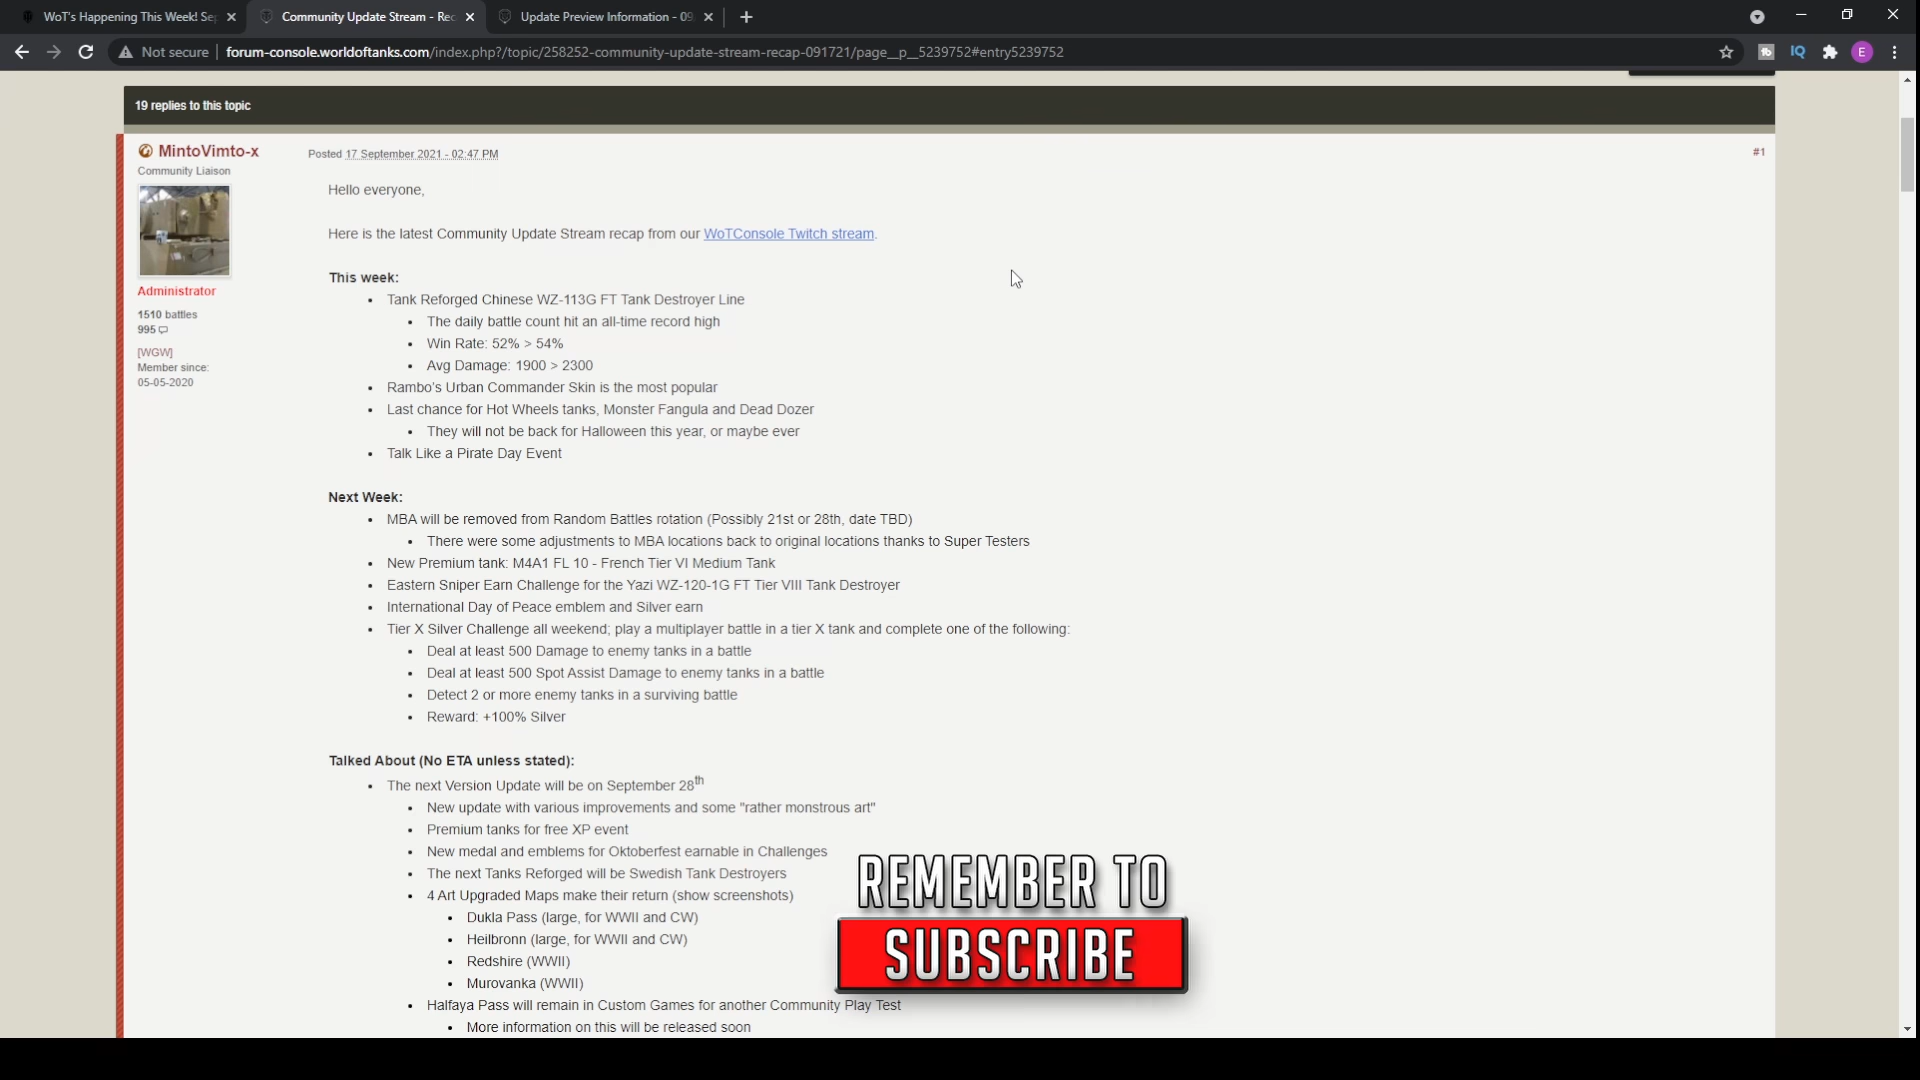 WoT's Happening This Week! Se
Community Update Stream - Rec
Update Preview Information - 09
Not secure
forum-console.worldoftanks.com/index.php?/topic/258252-community-update-stream-recap-091721/page__p__5239752#entry5239752
IQ
E
19 replies to this topic
MintoVimto-x
Community Liaison
Administrator
1510 battles
995
[WGW]
Member since:
05-05-2020
Posted 17 September 2021 - 02:47 PM
#1
Hello everyone,
Here is the latest Community Update Stream recap from our WoTConsole Twitch stream.
This week:
• Tank Reforged Chinese WZ-113G FT Tank Destroyer Line
• The daily battle count hit an all-time record high
• Win Rate: 52% > 54%
• Avg Damage: 1900 > 2300
• Rambo's Urban Commander Skin is the most popular
• Last chance for Hot Wheels tanks, Monster Fangula and Dead Dozer
• They will not be back for Halloween this year, or maybe ever
• Talk Like a Pirate Day Event
Next Week:
• MBA will be removed from Random Battles rotation (Possibly 21st or 28th, date TBD)
• There were some adjustments to MBA locations back to original locations thanks to Super Testers
• New Premium tank: M4A1 FL 10 - French Tier VI Medium Tank
• Eastern Sniper Earn Challenge for the Yazi WZ-120-1G FT Tier VIII Tank Destroyer
• International Day of Peace emblem and Silver earn
• Tier X Silver Challenge all weekend; play a multiplayer battle in a tier X tank and complete one of the following:
• Deal at least 500 Damage to enemy tanks in a battle
• Deal at least 500 Spot Assist Damage to enemy tanks in a battle
• Detect 2 or more enemy tanks in a surviving battle
• Reward: +100% Silver
Talked About (No ETA unless stated):
• The next Version Update will be on September 28th
• New update with various improvements and some "rather monstrous art"
• Premium tanks for free XP event
• New medal and emblems for Oktoberfest earnable in Challenges
• The next Tanks Reforged will be Swedish Tank Destroyers
• 4 Art Upgraded Maps make their return (show screenshots)
• Dukla Pass (large, for WWII and CW)
• Heilbronn (large, for WWII and CW)
• Redshire (WWII)
• Murovanka (WWII)
• Halfaya Pass will remain in Custom Games for another Community Play Test
• More information on this will be released soon
REMEMBER TO
SUBSCRIBE